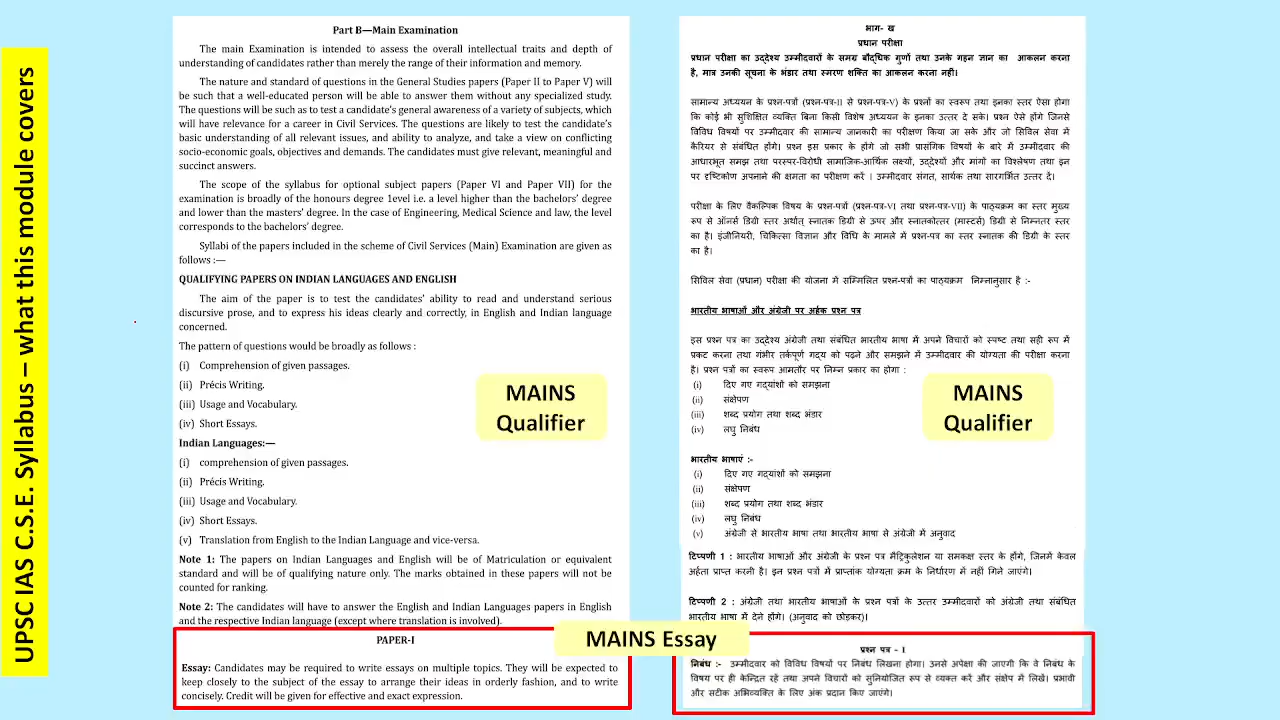 UPSC IAS C.S.E. Syllabus – what this module covers
Part B—Main Examination
The main Examination is intended to assess the overall intellectual traits and depth of
understanding of candidates rather than merely the range of their information and memory.
The nature and standard of questions in the General Studies papers (Paper II to Paper V) will
be such that a well-educated person will be able to answer them without any specialized study.
The questions will be such as to test a candidate's general awareness of a variety of subjects, which
will have relevance for a career in Civil Services. The questions are likely to test the candidate's
basic understanding of all relevant issues, and ability to analyze, and take a view on conflicting
socio-economic goals, objectives and demands. The candidates must give relevant, meaningful and
succinct answers.
The scope of the syllabus for optional subject papers (Paper VI and Paper VII) for the
examination is broadly of the honours degree 1evel i.e. a level higher than the bachelors' degree
and lower than the masters' degree. In the case of Engineering, Medical Science and law, the level
corresponds to the bachelors' degree.
Syllabi of the papers included in the scheme of Civil Services (Main) Examination are given as
follows :—
QUALIFYING PAPERS ON INDIAN LANGUAGES AND ENGLISH
The aim of the paper is to test the candidates' ability to read and understand serious
discursive prose, and to express his ideas clearly and correctly, in English and Indian language
concerned.
The pattern of questions would be broadly as follows :
(i) Comprehension of given passages.
(ii) Précis Writing.
(iii) Usage and Vocabulary.
(iv) Short Essays.
Indian Languages:—
(i) comprehension of given passages.
(ii) Précis Writing.
(iii) Usage and Vocabulary.
(iv) Short Essays.
(v) Translation from English to the Indian Language and vice-versa.
Note 1: The papers on Indian Languages and English will be of Matriculation or equivalent
standard and will be of qualifying nature only. The marks obtained in these papers will not be
counted for ranking.
Note 2: The candidates will have to answer the English and Indian Languages papers in English
and the respective Indian language (except where translation is involved).
MAINS
Qualifier
PAPER-I
Essay: Candidates may be required to write essays on multiple topics. They will be expected to
keep closely to the subject of the essay to arrange their ideas in orderly fashion, and to write
concisely. Credit will be given for effective and exact expression.
MAINS Essay
भाग- ख
प्रधान परीक्षा
प्रधान परीक्षा का उद्देश्य उम्मीदवारों के समग्र बौद्धिक गुणों तथा उनके गहन ज्ञान का आकलन करना
है, मात्र उनकी सूचना के भंडार तथा स्मरण शक्ति का आकलन करना नहीं।
सामान्य अध्ययन के प्रश्न-पत्रों (प्रश्न-पत्र-II से प्रश्न-पत्र-V) के प्रश्नों का स्वरूप तथा इनका स्तर ऐसा होगा
कि कोई भी सुशिक्षित व्यक्ति बिना किसी विशेष अध्ययन के इनका उत्तर दे सके। प्रश्न ऐसे होंगे जिनसे
विविध विषयों पर उम्मीदवार की सामान्य जानकारी का परीक्षण किया जा सके और जो सिविल सेवा में
कैरियर से संबंधित होंगे। प्रश्न इस प्रकार के होंगे जो सभी प्रासंगिक विषयों के बारे में उम्मीदवार की
आधारभूत समझ तथा परस्पर-विरोधी सामाजिक-आर्थिक लक्ष्यों, उद्देश्यों और मांगों का विश्लेषण तथा इन
पर दृष्टिकोण अपनाने की क्षमता का परीक्षण करें । उम्मीदवार संगत, सार्थक तथा सारगर्भित उत्तर दें।
परीक्षा के लिए वैकल्पिक विषय के प्रश्न-पत्रों (प्रश्न-पत्र-VI तथा प्रश्न-पत्र-VII) के पाठ्यक्रम का स्तर मुख्य
रूप से ऑनर्स डिग्री स्तर अर्थात् स्नातक डिग्री से ऊपर और स्नातकोत्तर (मास्टर्स) डिग्री से निम्नतर स्तर
का है। इंजीनियरी, चिकित्सा विज्ञान और विधि के मामले में प्रश्न-पत्र का स्तर स्नातक की डिग्री के स्तर
का है।
सिविल सेवा (प्रधान) परीक्षा की योजना में सम्मिलित प्रश्न-पत्रों का पाठ्यक्रम निम्नानुसार है :-
भारतीय भाषाओं और अंग्रेजी पर अर्हक प्रश्न पत्र
इस प्रश्न पत्र का उद्देश्य अंग्रेजी तथा संबंधित भारतीय भाषा में अपने विचारों को स्पष्ट तथा सही रूप में
प्रकट करना तथा गंभीर तर्कपूर्ण गद्य को पढ़ने और समझने में उम्मीदवार की योग्यता की परीक्षा करना
है। प्रश्न पत्रों का स्वरूप आमतौर पर निम्न प्रकार का होगा :
(i) दिए गए गद्यांशों को समझना
(ii) संक्षेपण
(iii) शब्द प्रयोग तथा शब्द भंडार
(iv) लघु निबंध
भारतीय भाषाएं :-
(i) दिए गए गद्यांशों को समझना
(ii) संक्षेपण
(iii) शब्द प्रयोग तथा शब्द भंडार
(iv) लघु निबंध
(v) अंग्रेजी से भारतीय भाषा तथा भारतीय भाषा से अंग्रेजी में अनुवाद
टिप्पणी 1 : भारतीय भाषाओं और अंग्रेजी के प्रश्न पत्र मैट्रिकुलेशन या समकक्ष स्तर के होंगे, जिनमें केवल
अर्हता प्राप्त करनी है। इन प्रश्न पत्रों में प्राप्तांक योग्यता क्रम के निर्धारण में नहीं गिने जाएंगे।
टिप्पणी 2 : अंग्रेजी तथा भारतीय भाषाओं के प्रश्न पत्रों के उत्तर उम्मीदवारों को अंग्रेजी तथा संबंधित
भारतीय भाषा में देने होंगे। (अनुवाद को छोड़कर)।
MAINS
Qualifier
प्रश्न पत्र - I
निबंध :- उम्मीदवार को विविध विषयों पर निबंध लिखना होगा। उनसे अपेक्षा की जाएगी कि वे निबंध के
विषय पर ही केन्द्रित रहें तथा अपने विचारों को सुनियोजित रूप से व्यक्त करें और संक्षेप में लिखें। प्रभावी
और सटीक अभिव्यक्ति के लिए अंक प्रदान किए जाएंगे।